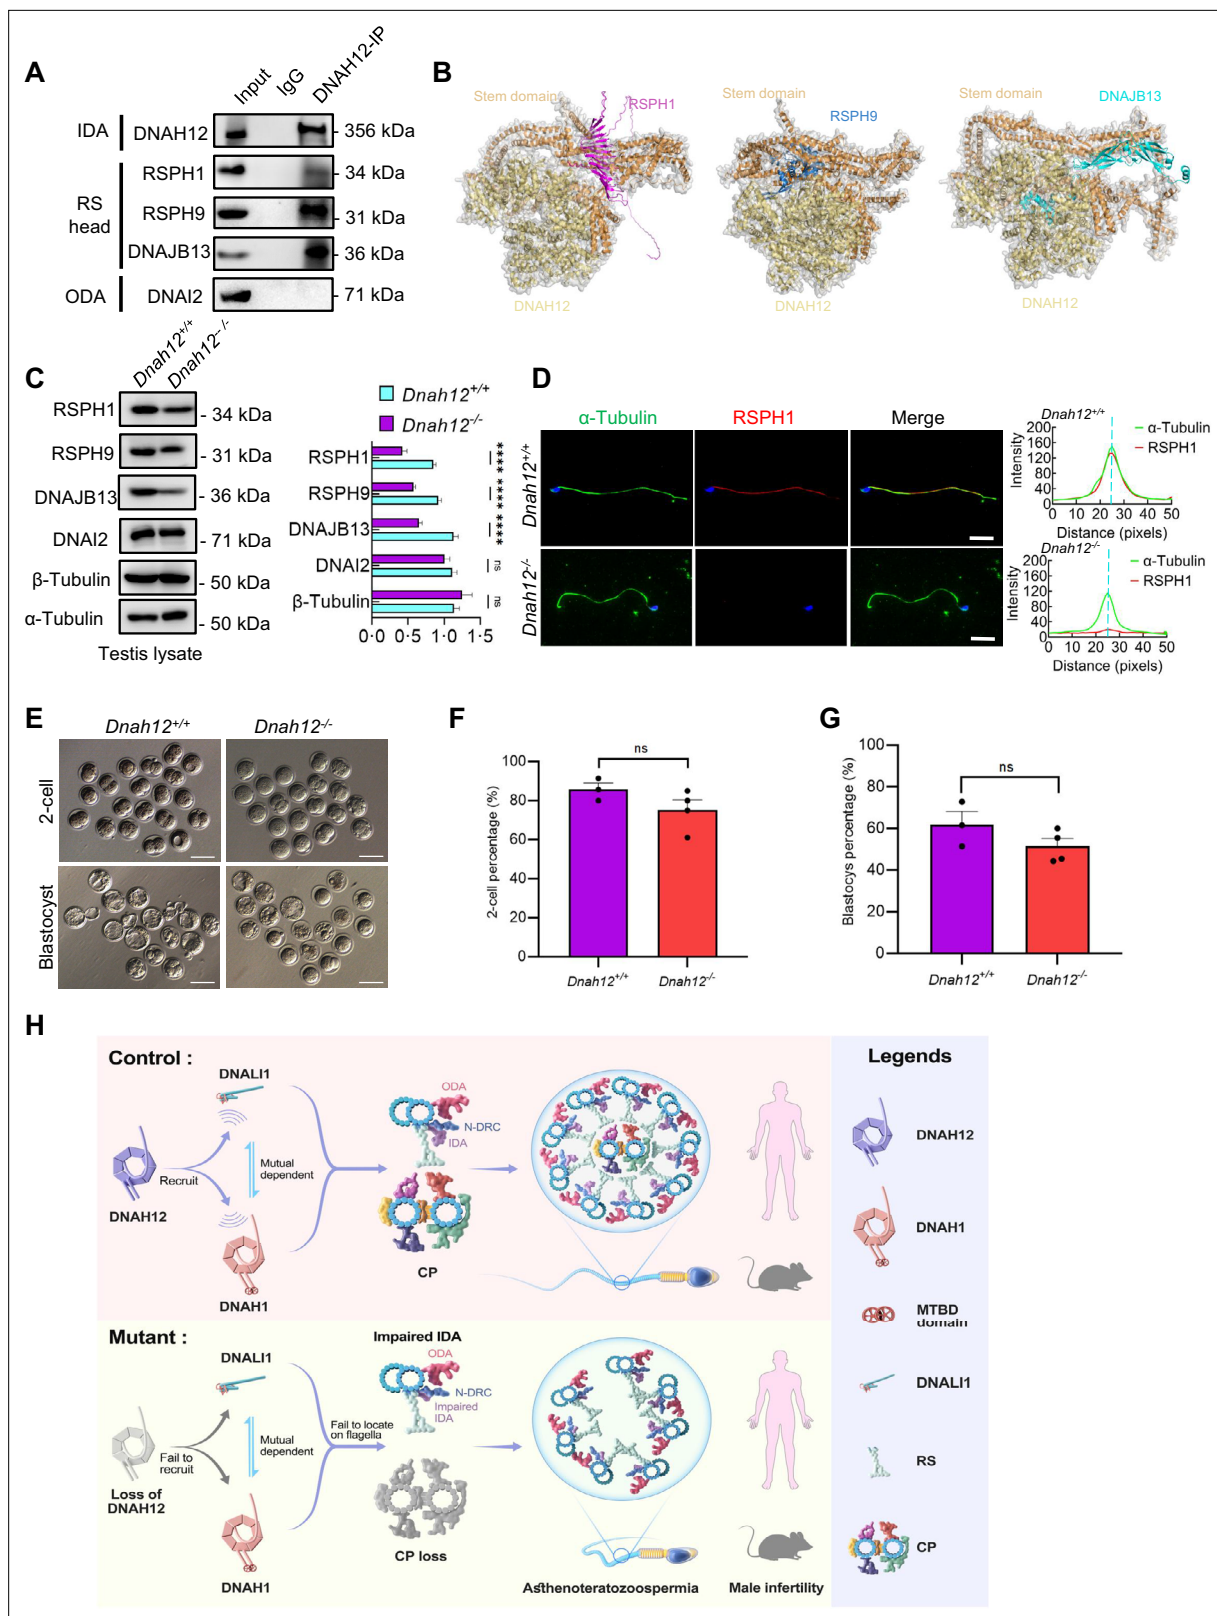 A
Input
IgG
DNAH12-IP
IDA
DNAH12
- 356 kDa
RS
head
RSPH1
- 34 kDa
RSPH9
- 31 kDa
DNAJB13
- 36 kDa
ODA
DNAI2
- 71 kDa
B
Stem domain
RSPH1
DNAH12
Stem domain
RSPH9
DNAH12
Stem domain
DNAJB13
DNAH12
C
Dnah12+/+
Dnah12-/-
RSPH1
- 34 kDa
RSPH9
- 31 kDa
DNAJB13
- 36 kDa
DNAI2
- 71 kDa
β-Tubulin
- 50 kDa
α-Tubulin
- 50 kDa
Testis lysate
Dnah12+/+
Dnah12-/-
RSPH1
****
RSPH9
****
DNAJB13
****
DNAI2
ns
β-Tubulin
ns
0·0 0·5 1·0 1·5
D
α-Tubulin
RSPH1
Merge
Dnah12+/+
Dnah12-/-
Dnah12+/+
200
160
120
80
40
0
Intensity
α-Tubulin
RSPH1
0 10 20 30 40 50
Distance (pixels)
Dnah12-/-
200
160
120
80
40
0
Intensity
α-Tubulin
RSPH1
0 10 20 30 40 50
Distance (pixels)
E
Dnah12+/+
Dnah12-/-
2-cell
Blastocyst
F
2-cell percentage (%)
100
80
60
40
20
0
ns
Dnah12+/+
Dnah12-/-
G
Blastocys percentage (%)
100
80
60
40
20
0
ns
Dnah12+/+
Dnah12-/-
H
Control :
DNALI1
DNAH12
Recruit
Mutual
dependent
DNAH1
ODA
N-DRC
IDA
CP
Mutant :
DNALI1
Loss of
DNAH12
Fail to
recruit
Mutual
dependent
DNAH1
Fail to locate
on flagella
Impaired IDA
ODA
N-DRC
Impaired
IDA
CP loss
Asthenoteratozoospermia
Male infertility
Legends
DNAH12
DNAH1
MTBD
domain
DNALI1
RS
CP